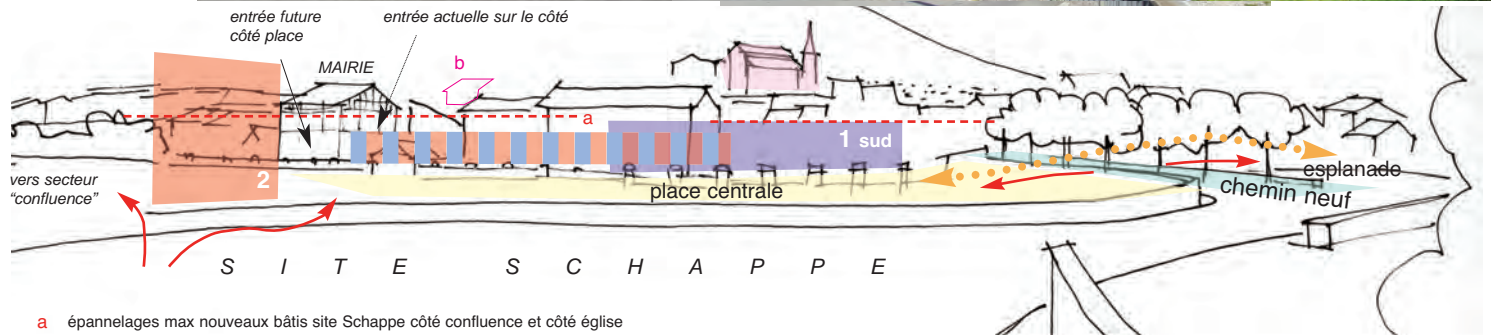 entrée future
côté place
entrée actuelle sur le côté
MAIRIE
b
a
1 sud
2
vers secteur
"confluence"
place centrale
esplanade
chemin neuf
S I T E S C H A P P E
a épannelages max nouveaux bâtis site Schappe côté confluence et côté église